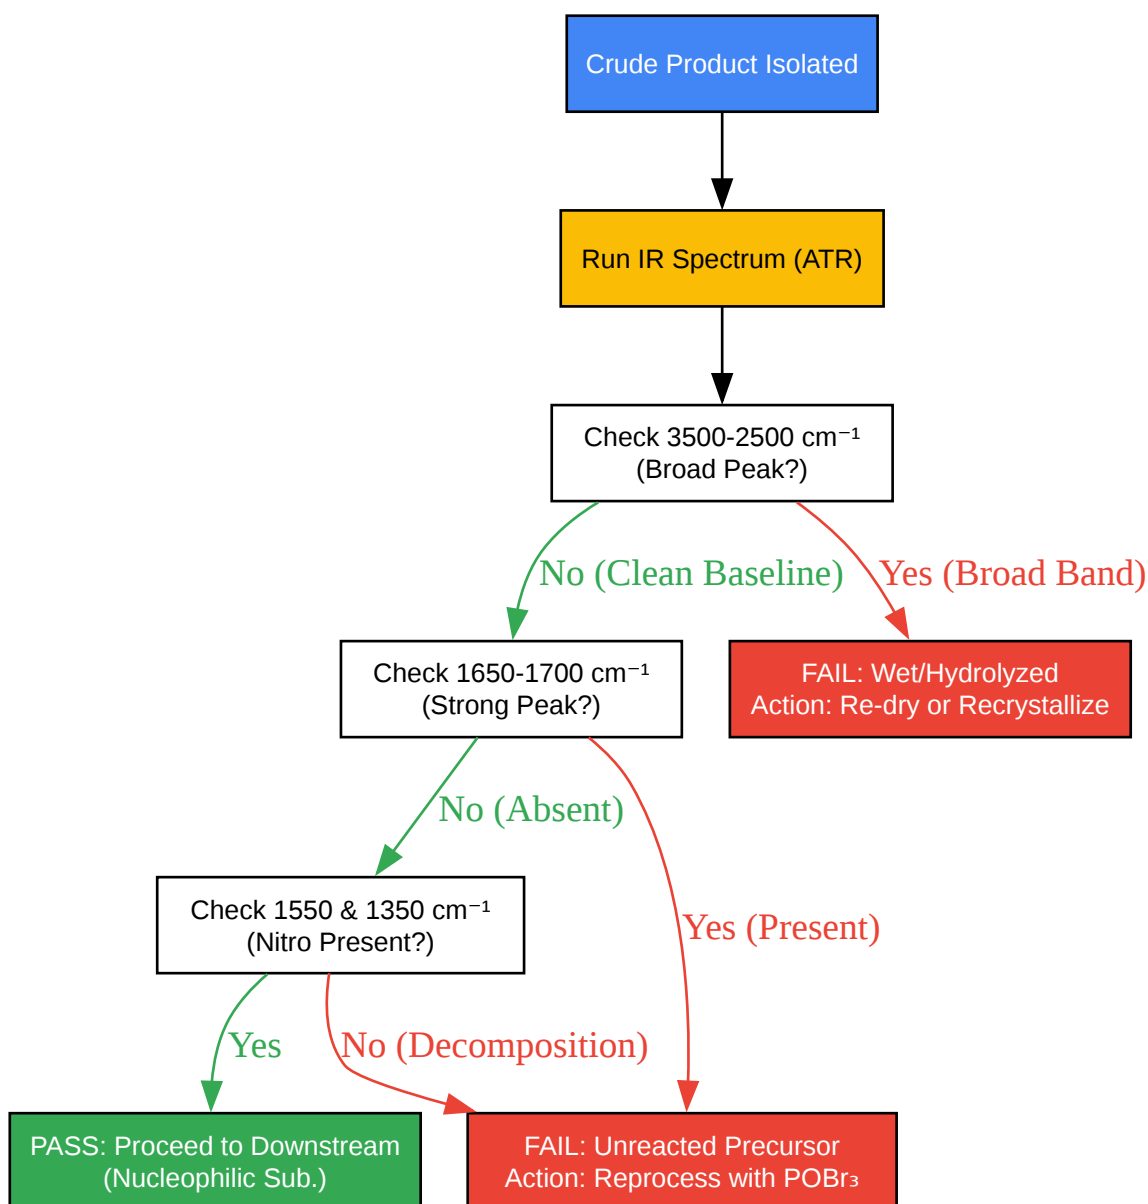 Crude Product Isolated
Run IR Spectrum (ATR)
Check 3500-2500 cm⁻¹
(Broad Peak?)
No (Clean Baseline)
Yes (Broad Band)
Check 1650-1700 cm⁻¹
(Strong Peak?)
FAIL: Wet/Hydrolyzed
Action: Re-dry or Recrystallize
No (Absent)
Check 1550 & 1350 cm⁻¹
(Nitro Present?)
Yes (Present)
Yes
No (Decomposition)
PASS: Proceed to Downstream
(Nucleophilic Sub.)
FAIL: Unreacted Precursor
Action: Reprocess with POBr₃